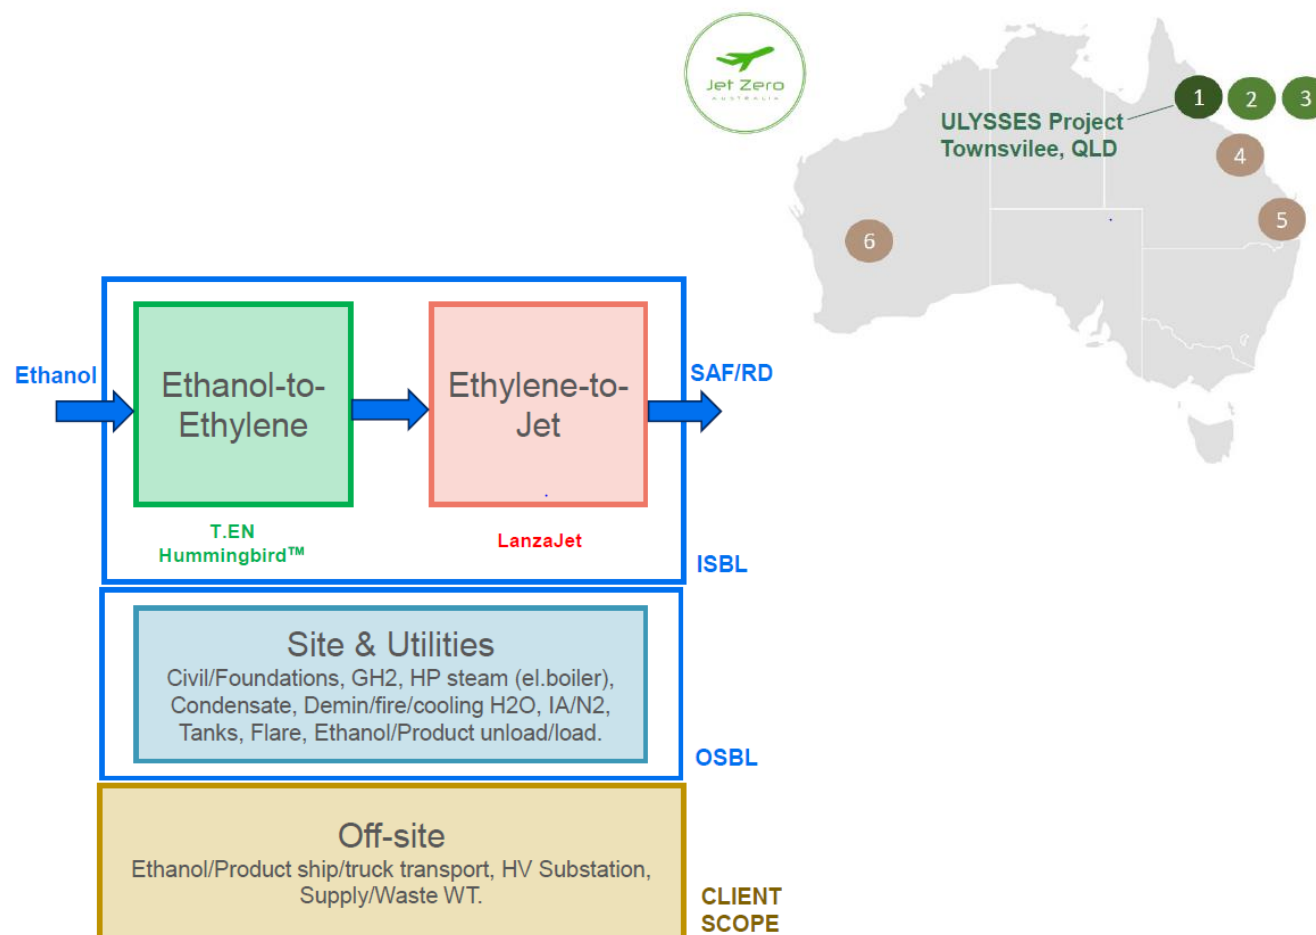 Jet Zero
AUSTRALIA
1
2
3
ULYSSES Project
Townsvilee, QLD
4
5
6
Ethanol
Ethanol-to-
Ethylene
Ethylene-to-
Jet
SAF/RD
T.EN
Hummingbird™
LanzaJet
ISBL
Site & Utilities
Civil/Foundations, GH2, HP steam (el.boiler),
Condensate, Demin/fire/cooling H2O, IA/N2,
Tanks, Flare, Ethanol/Product unload/load.
OSBL
Off-site
Ethanol/Product ship/truck transport, HV Substation,
Supply/Waste WT.
CLIENT
SCOPE